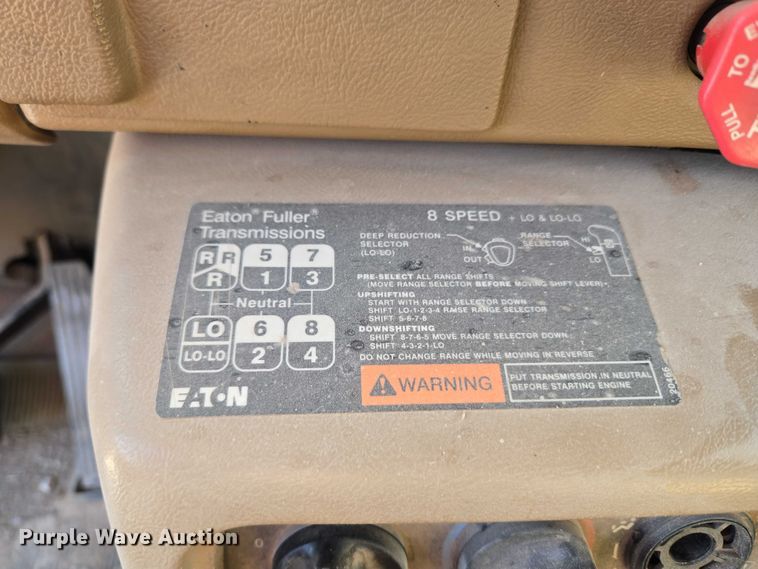 PULL
TO
Eaton® Fuller®
Transmissions
8 SPEED + LO & LO-LO
R R 5 7
R 1 3
Neutral
LO 6 8
LO-LO 2 4
DEEP REDUCTION
SELECTOR
(LO-LO)
IN
OUT
RANGE
SELECTOR
HI
LO
PRE-SELECT ALL RANGE SHIFTS
(MOVE RANGE SELECTOR BEFORE MOVING SHIFT LEVER)
UPSHIFTING
START WITH RANGE SELECTOR DOWN
SHIFT LO-1-2-3-4 RAISE RANGE SELECTOR
SHIFT 5-6-7-8
DOWNSHIFTING
SHIFT 8-7-6-5 MOVE RANGE SELECTOR DOWN
SHIFT 4-3-2-1-LO
DO NOT CHANGE RANGE WHILE MOVING IN REVERSE
EATON
WARNING
PUT TRANSMISSION IN NEUTRAL
BEFORE STARTING ENGINE
20466
Purple Wave Auction